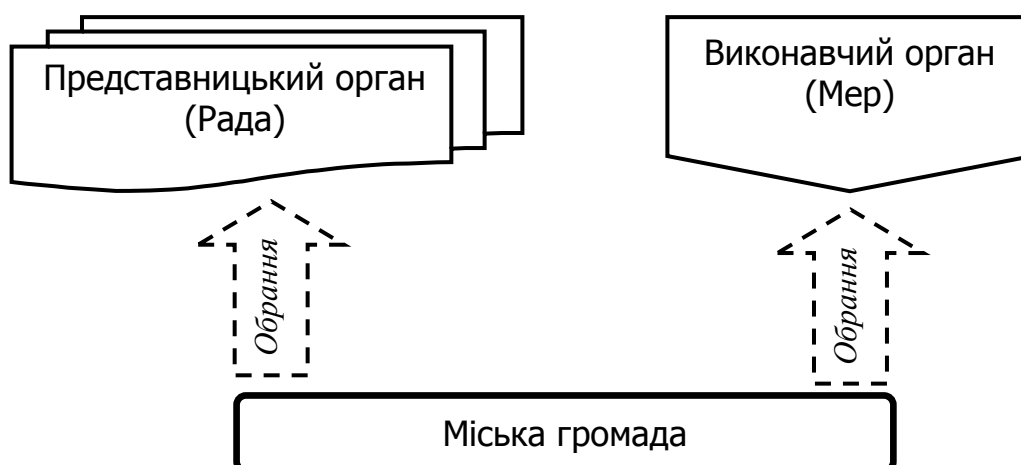 Представницький орган
(Рада)
Виконавчий орган
(Мер)
Обрання
Обрання
Міська громада